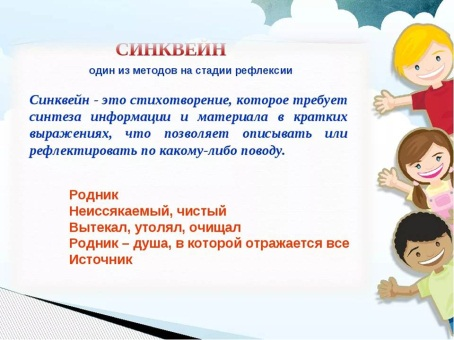 СИНКВЕЙН
один из методов на стадии рефлексии
Синквейн - это стихотворение, которое требует
синтеза информации и материала в кратких
выражениях, что позволяет описывать или
рефлектировать по какому-либо поводу.
Родник
Неиссякаемый, чистый
Вытекал, утолял, очищал
Родник – душа, в которой отражается все
Источник